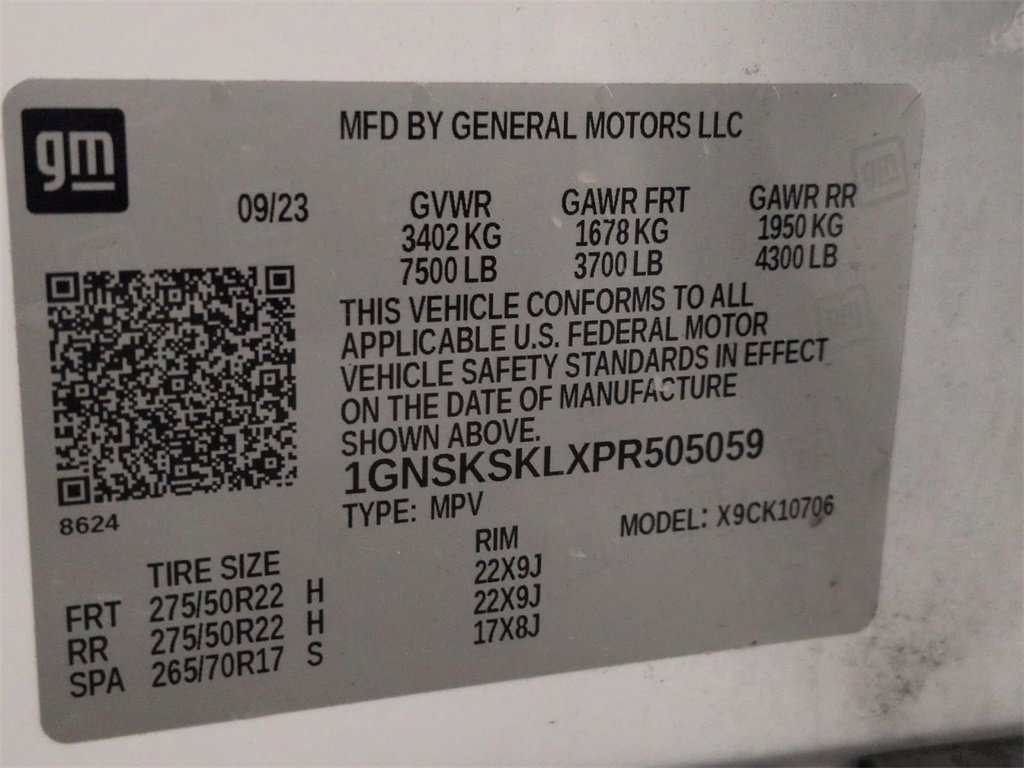 gm
MFD BY GENERAL MOTORS LLC
09/23 GVWR GAWR FRT GAWR RR
3402 KG 1678 KG 1950 KG
7500 LB 3700 LB 4300 LB
THIS VEHICLE CONFORMS TO ALL
APPLICABLE U.S. FEDERAL MOTOR
VEHICLE SAFETY STANDARDS IN EFFECT
ON THE DATE OF MANUFACTURE
SHOWN ABOVE.
1GNSKSKLXPR505059
8624
TYPE: MPV MODEL: X9CK10706
TIRE SIZE RIM
FRT 275/50R22 H 22X9J
RR 275/50R22 H 22X9J
SPA 265/70R17 S 17X8J